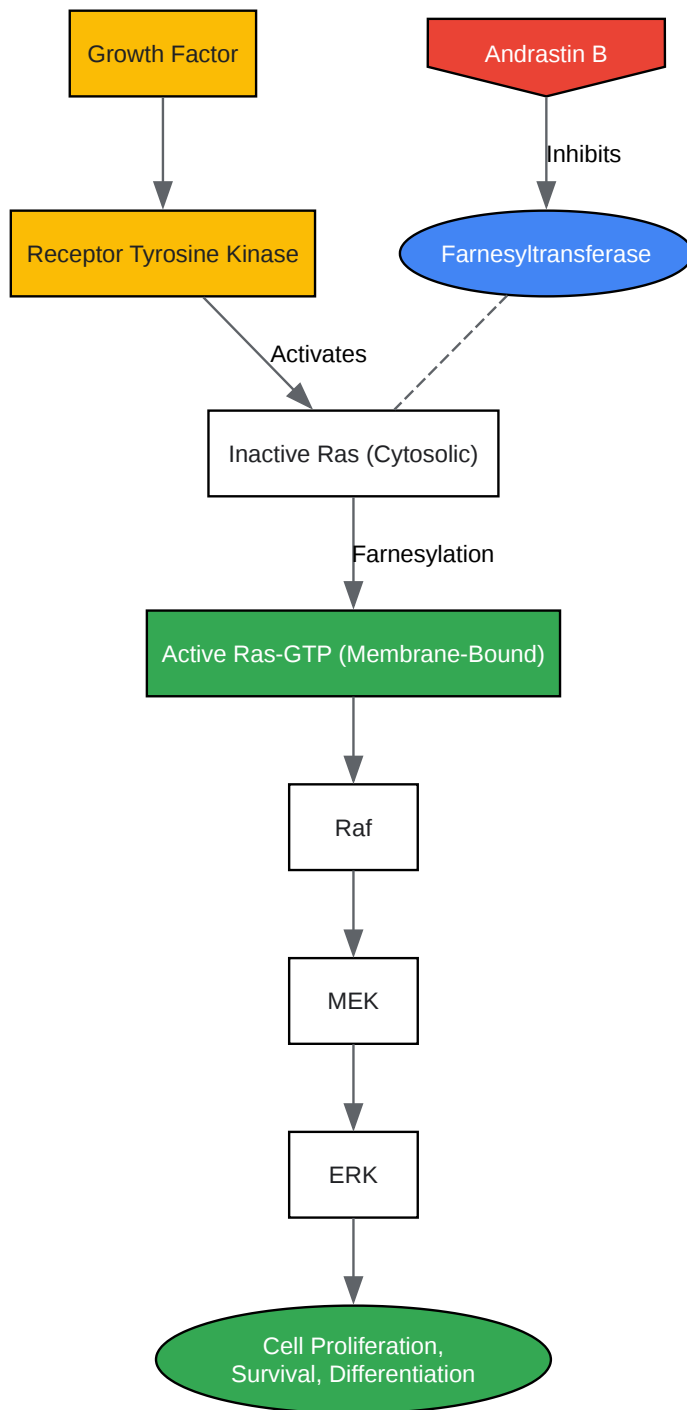 Growth Factor
Andrastin B
Inhibits
Receptor Tyrosine Kinase
Farnesyltransferase
Activates
Inactive Ras (Cytosolic)
Farnesylation
Active Ras-GTP (Membrane-Bound)
Raf
MEK
ERK
Cell Proliferation,
Survival, Differentiation